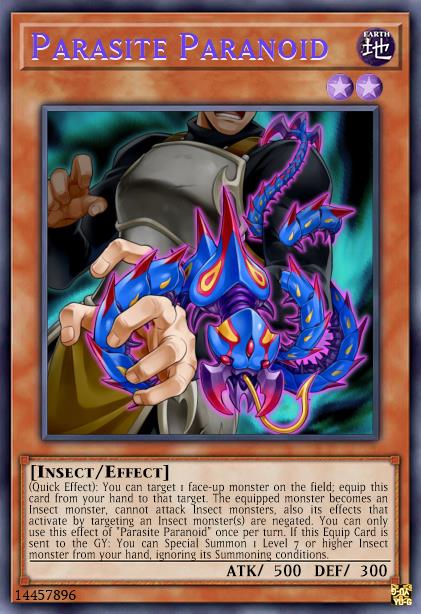 PARASITE PARANOID
EARTH
地
[INSECT/EFFECT]
(Quick Effect): You can target 1 face-up monster on the field; equip this
card from your hand to that target. The equipped monster becomes an
Insect monster, cannot attack Insect monsters, also its effects that
activate by targeting an Insect monster(s) are negated. You can only
use this effect of "Parasite Paranoid" once per turn. If this Equip Card is
sent to the GY: You can Special Summon 1 Level 7 or higher Insect
monster from your hand, ignoring its Summoning conditions.
ATK/ 500 DEF/ 300
14457896